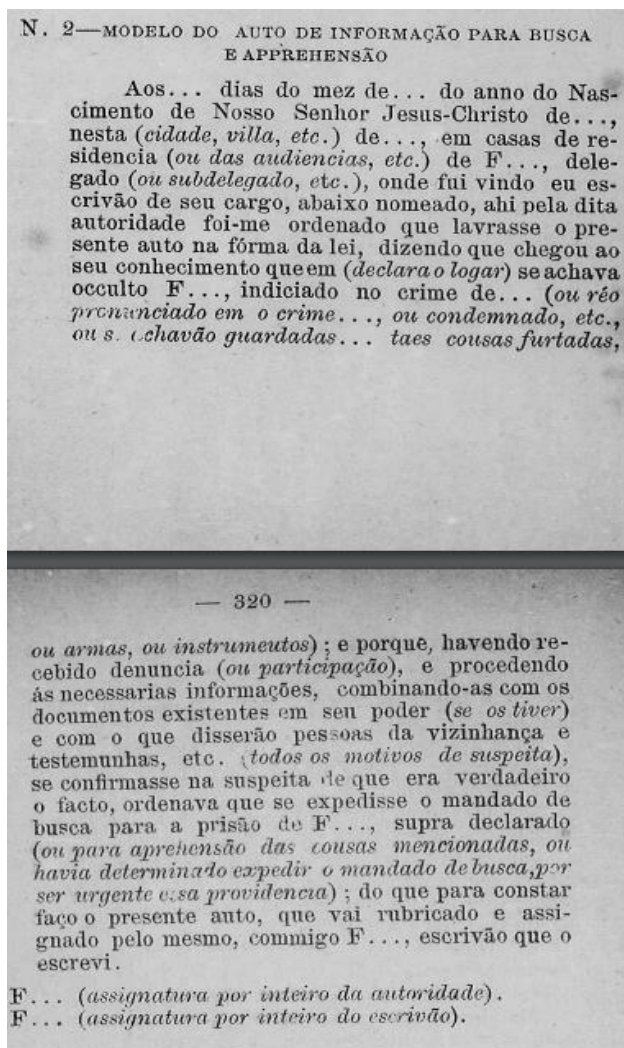 N. 2—MODELO DO AUTO DE INFORMAÇÃO PARA BUSCA
E APPREHENSÃO
Aos... dias do mez de... do anno do Nas-
cimento de Nosso Senhor Jesus-Christo de...,
nesta (cidade, villa, etc.) de..., em casas de re-
sidencia (ou das audiencias, etc.) de F..., dele-
gado (ou subdelegado, etc.), onde fui vindo eu es-
crivão de seu cargo, abaixo nomeado, ahi pela dita
autoridade foi-me ordenado que lavrasse o pre-
sente auto na fórma da lei, dizendo que chegou ao
seu conhecimento que em (declara o logar) se achava
occulto F..., indiciado no crime de... (ou réo
pronunciado em o crime..., ou condemnado, etc.,
ou s. achavão guardadas... taes cousas furtadas,
— 320 —
ou armas, ou instrumeutos) ; e porque, havendo re-
cebido denuncia (ou participação), e procedendo
ás necessarias informações, combinando-as com os
documentos existentes em seu poder (se os tiver)
e com o que disserão pessoas da vizinhança e
testemunhas, etc. (todos os motivos de suspeita),
se confirmasse na suspeita de que era verdadeiro
o facto, ordenava que se expedisse o mandado de
busca para a prisão de F..., supra declarado
(ou para aprehensão das cousas mencionadas, ou
havia determinado expedir o mandado de busca, por
ser urgente essa providencia) ; do que para constar
faço o presente auto, que vai rubricado e assi-
gnado pelo mesmo, commigo F..., escrivão que o
escrevi.
F... (assignatura por inteiro da autoridade).
F... (assignatura por inteiro do escrivão).